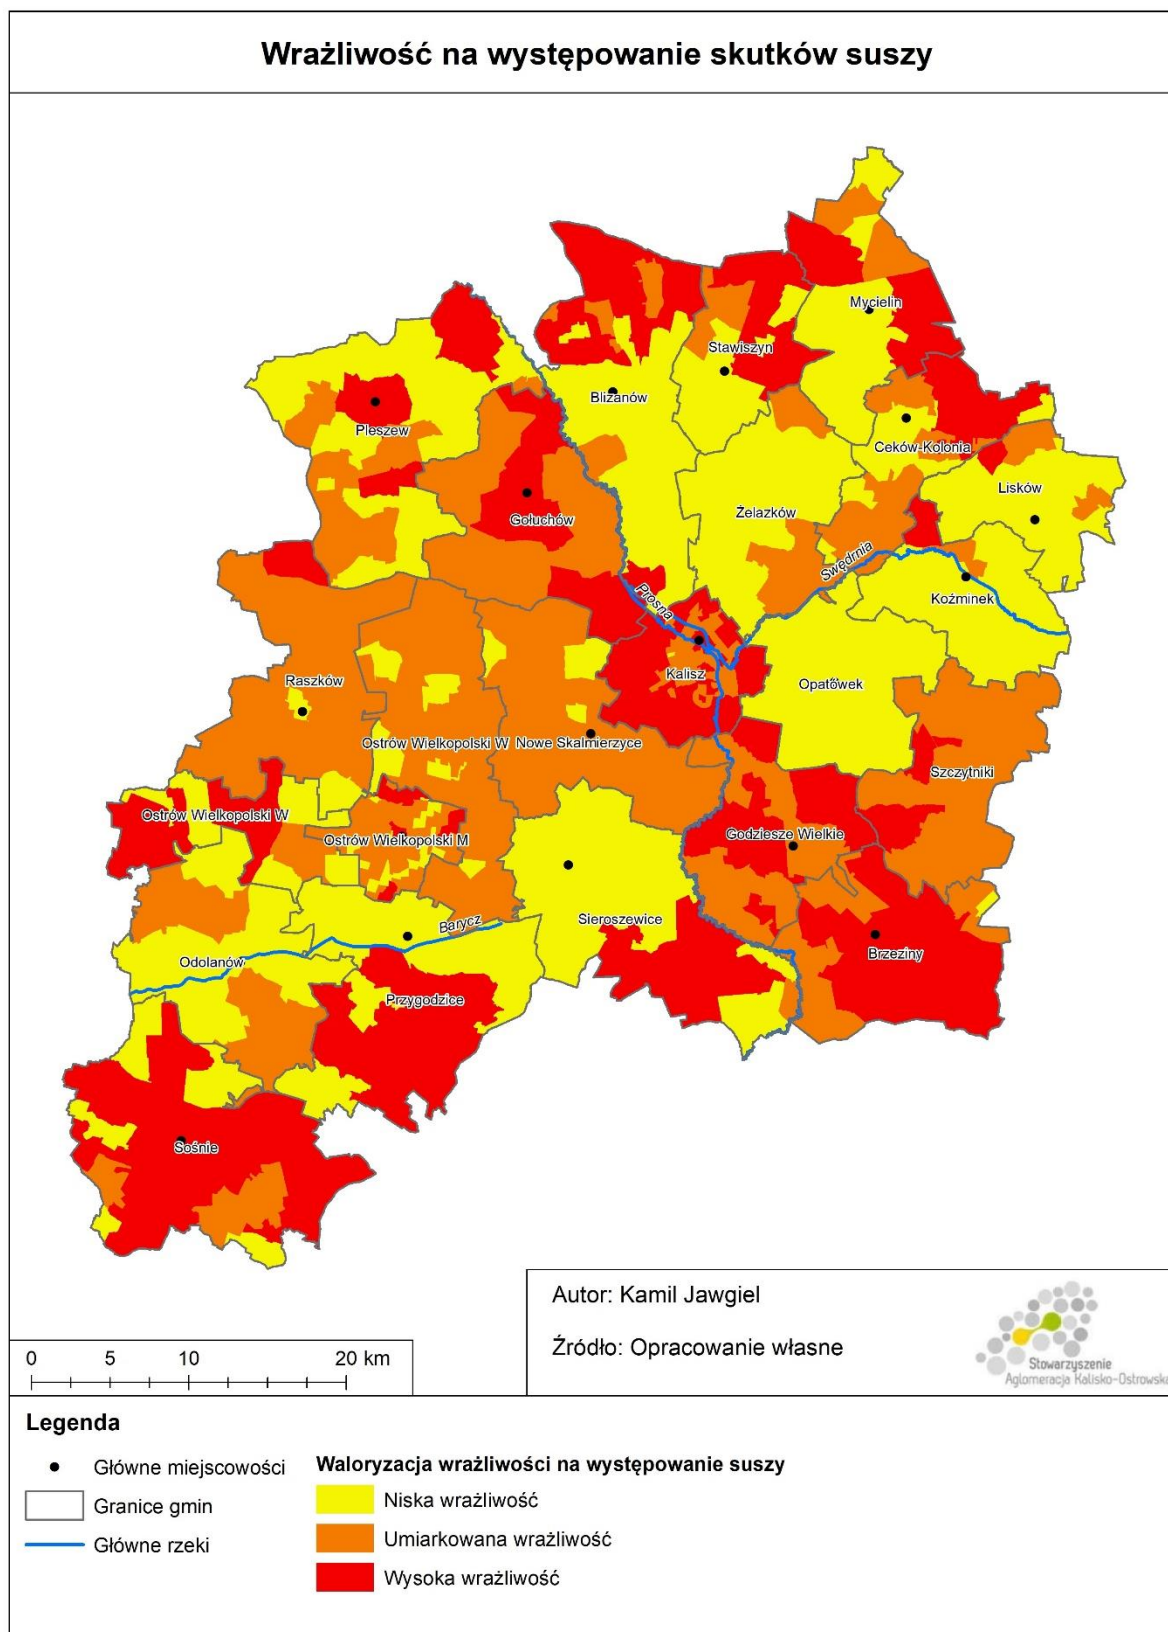 Wrażliwość na występowanie skutków suszy
Mycielin
Stawiszyn
Blizanów
Pleszew
Ceków-Kolonia
Lisków
Gołuchów
Żelazków
Swędrnia
Prosna
Koźminek
Kalisz
Opatówek
Raszków
Ostrów Wielkopolski W
Nowe Skalmierzyce
Szczytniki
Ostrów Wielkopolski W
Ostrów Wielkopolski M
Godziesze Wielkie
Sieroszewice
Barycz
Brzeziny
Odolanów
Przygodzice
Sośnie
Autor: Kamil Jawgiel
Źródło: Opracowanie własne
Stowarzyszenie
Aglomeracja Kalisko-Ostrowska
0 5 10 20 km
Legenda
Główne miejscowości
Granice gmin
Główne rzeki
Waloryzacja wrażliwości na występowanie suszy
Niska wrażliwość
Umiarkowana wrażliwość
Wysoka wrażliwość